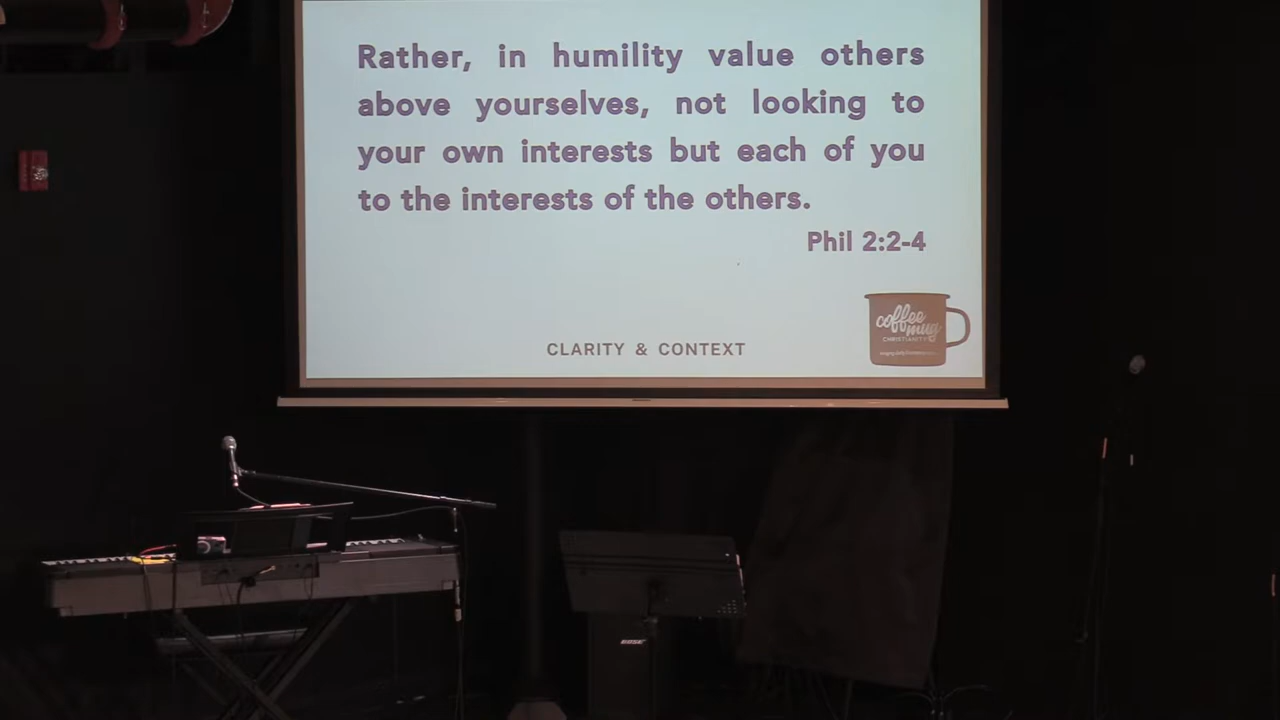 Rather, in humility value others
above yourselves, not looking to
your own interests but each of you
to the interests of the others.
Phil 2:2-4
CLARITY & CONTEXT
coffee
mug
CHRISTIANITY
BOSE